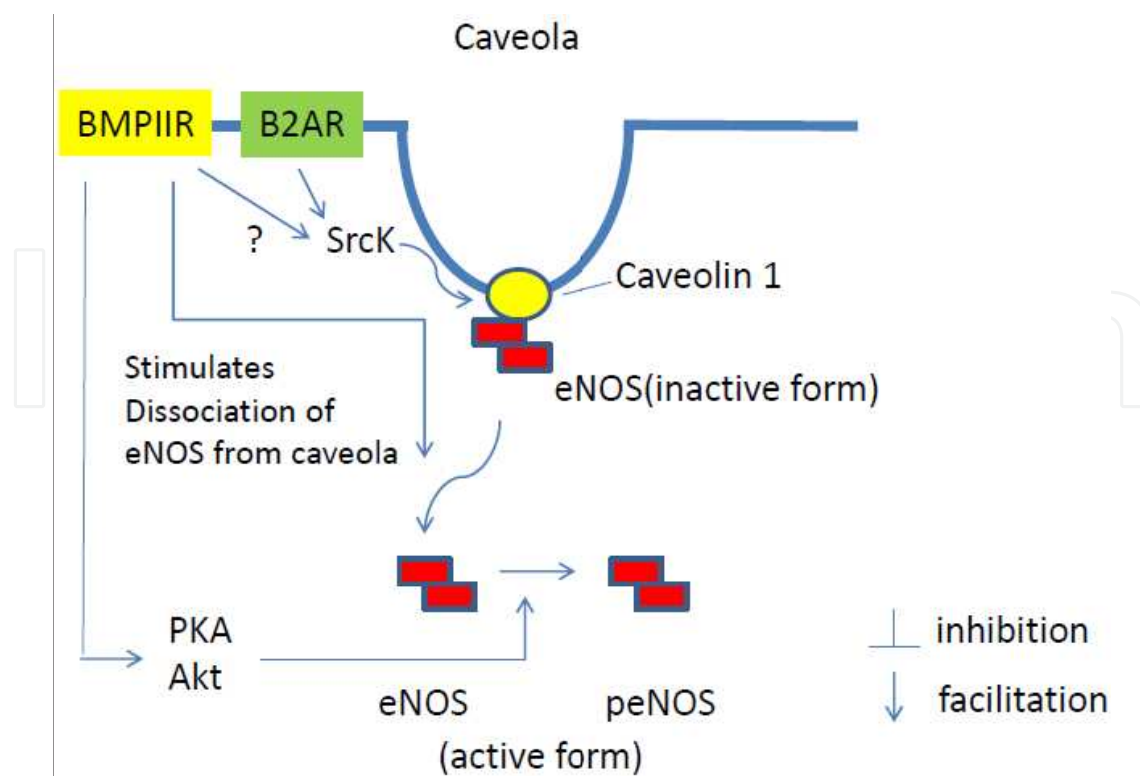 Caveola
BMPIIR
B2AR
?
SrcK
Caveolin 1
eNOS(inactive form)
Stimulates
Dissociation of
eNOS from caveola
PKA
Akt
eNOS
peNOS
(active form)
inhibition
facilitation